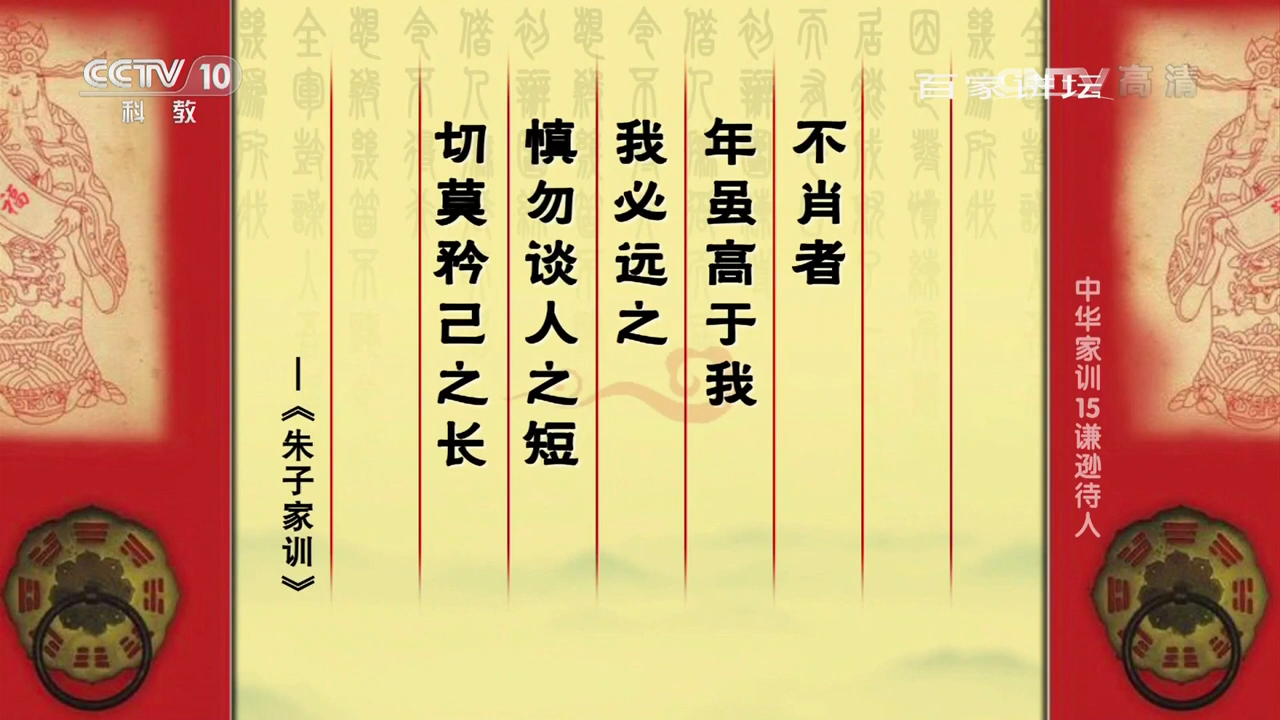 CCTV 10
科教
百家讲坛
高清
不肖者
年虽高于我
我必远之
慎勿谈人之短
切莫矜己之长
—《朱子家训》
中华家训15谦逊待人
福